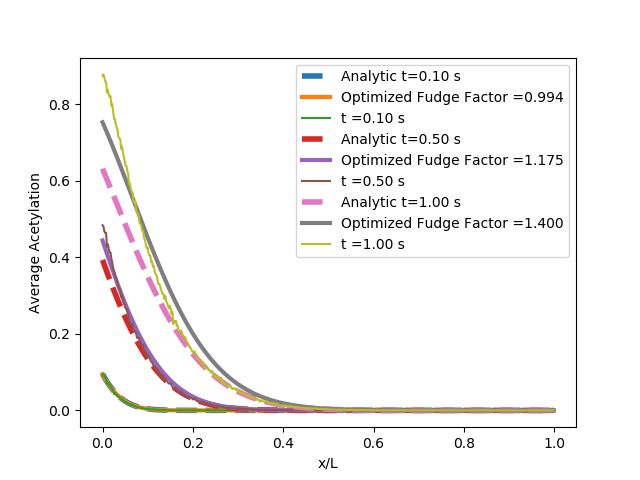 Analytic t=0.10 s
Optimized Fudge Factor =0.994
t =0.10 s
Analytic t=0.50 s
Optimized Fudge Factor =1.175
t =0.50 s
Analytic t=1.00 s
Optimized Fudge Factor =1.400
t =1.00 s
0.8
0.6
0.4
0.2
0.0
Average Acetylation
0.0 0.2 0.4 0.6 0.8 1.0
x/L